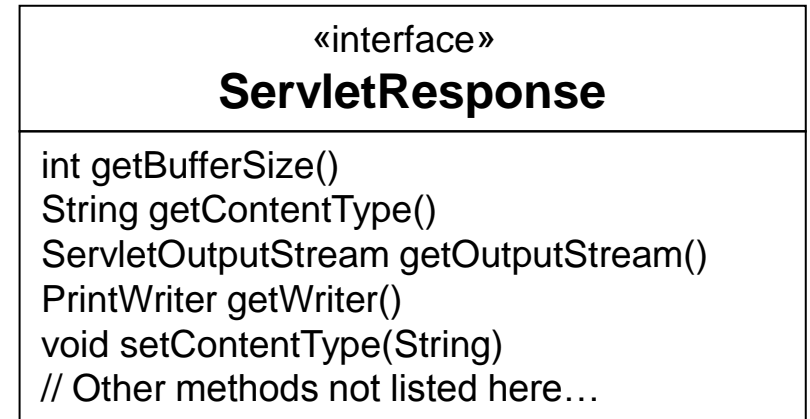 «interface»
ServletResponse
int getBufferSize()
String getContentType()
ServletOutputStream getOutputStream()
PrintWriter getWriter()
void setContentType(String)
// Other methods not listed here…